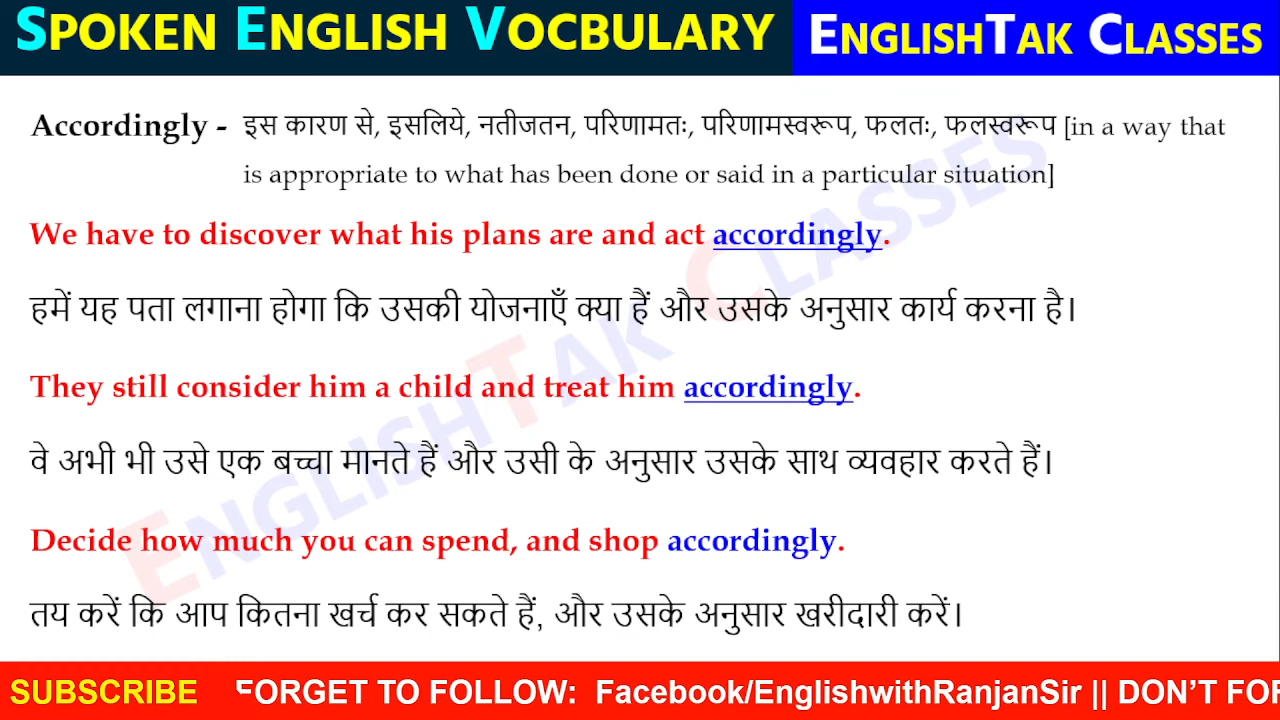 SPOKEN ENGLISH VOCBULARY ENGLISHTAK CLASSES
Accordingly - इस कारण से, इसलिये, नतीजतन, परिणामतः, परिणामस्वरूप, फलतः, फलस्वरूप [in a way that
is appropriate to what has been done or said in a particular situation]
We have to discover what his plans are and act accordingly.
हमें यह पता लगाना होगा कि उसकी योजनाएँ क्या हैं और उसके अनुसार कार्य करना है।
They still consider him a child and treat him accordingly.
वे अभी भी उसे एक बच्चा मानते हैं और उसी के अनुसार उसके साथ व्यवहार करते हैं।
Decide how much you can spend, and shop accordingly.
तय करें कि आप कितना खर्च कर सकते हैं, और उसके अनुसार खरीदारी करें।
ENGLISHTAK CLASSES
SUBSCRIBE FORGET TO FOLLOW: Facebook/EnglishwithRanjanSir || DON'T FOR